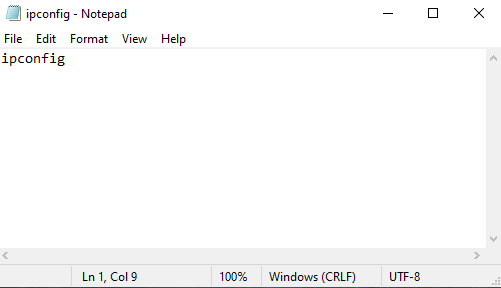 ipconfig - Notepad
File Edit Format View Help
ipconfig
Ln 1, Col 9 100% Windows (CRLF) UTF-8